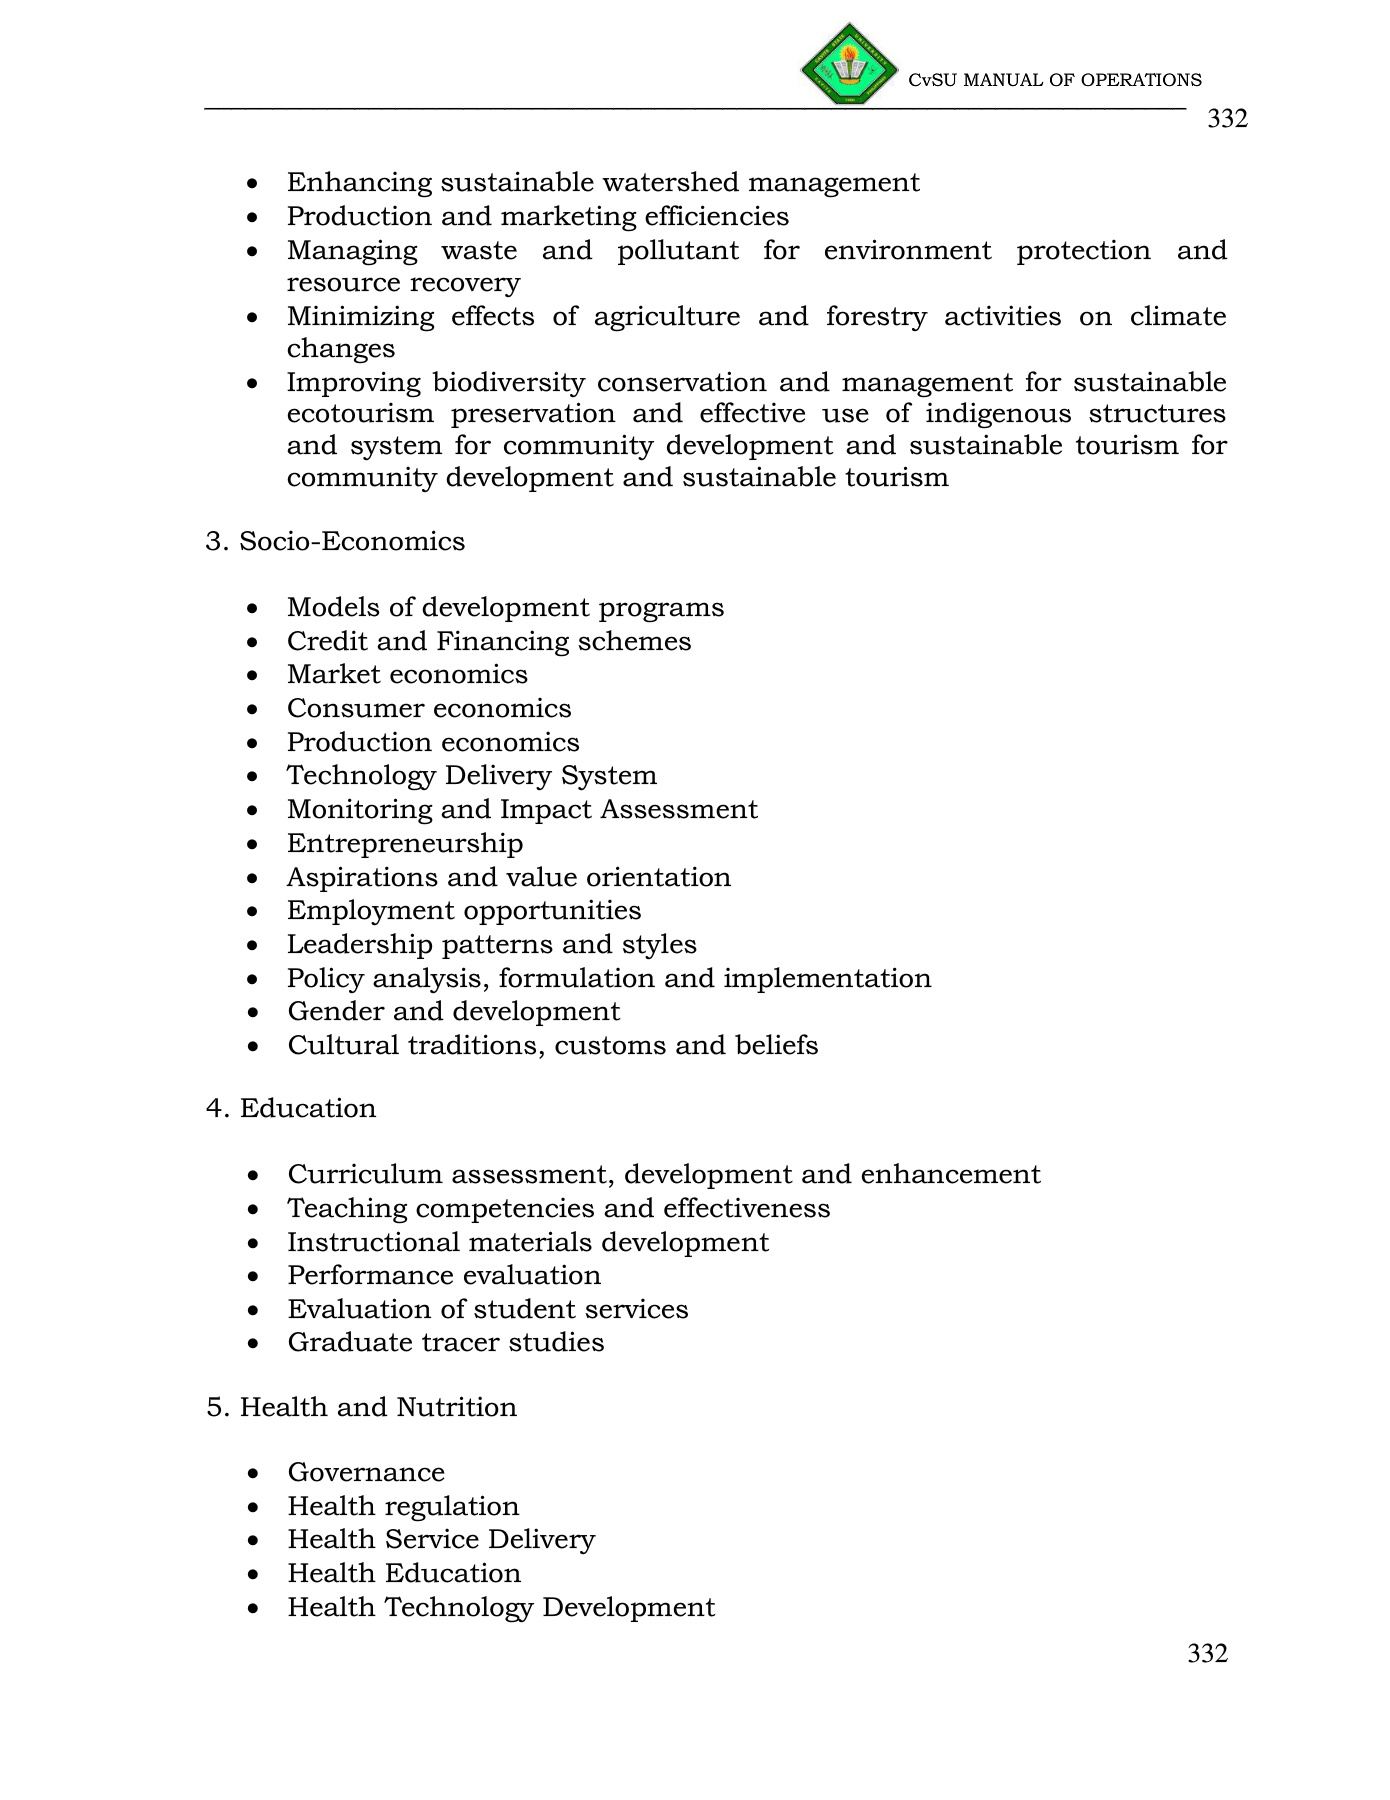 CvSU MANUAL OF OPERATIONS
332
• Enhancing sustainable watershed management
• Production and marketing efficiencies
• Managing waste and pollutant for environment protection and
resource recovery
• Minimizing effects of agriculture and forestry activities on climate
changes
• Improving biodiversity conservation and management for sustainable
ecotourism preservation and effective use of indigenous structures
and system for community development and sustainable tourism for
community development and sustainable tourism
3. Socio-Economics
• Models of development programs
• Credit and Financing schemes
• Market economics
• Consumer economics
• Production economics
• Technology Delivery System
• Monitoring and Impact Assessment
• Entrepreneurship
• Aspirations and value orientation
• Employment opportunities
• Leadership patterns and styles
• Policy analysis, formulation and implementation
• Gender and development
• Cultural traditions, customs and beliefs
4. Education
• Curriculum assessment, development and enhancement
• Teaching competencies and effectiveness
• Instructional materials development
• Performance evaluation
• Evaluation of student services
• Graduate tracer studies
5. Health and Nutrition
• Governance
• Health regulation
• Health Service Delivery
• Health Education
• Health Technology Development
332